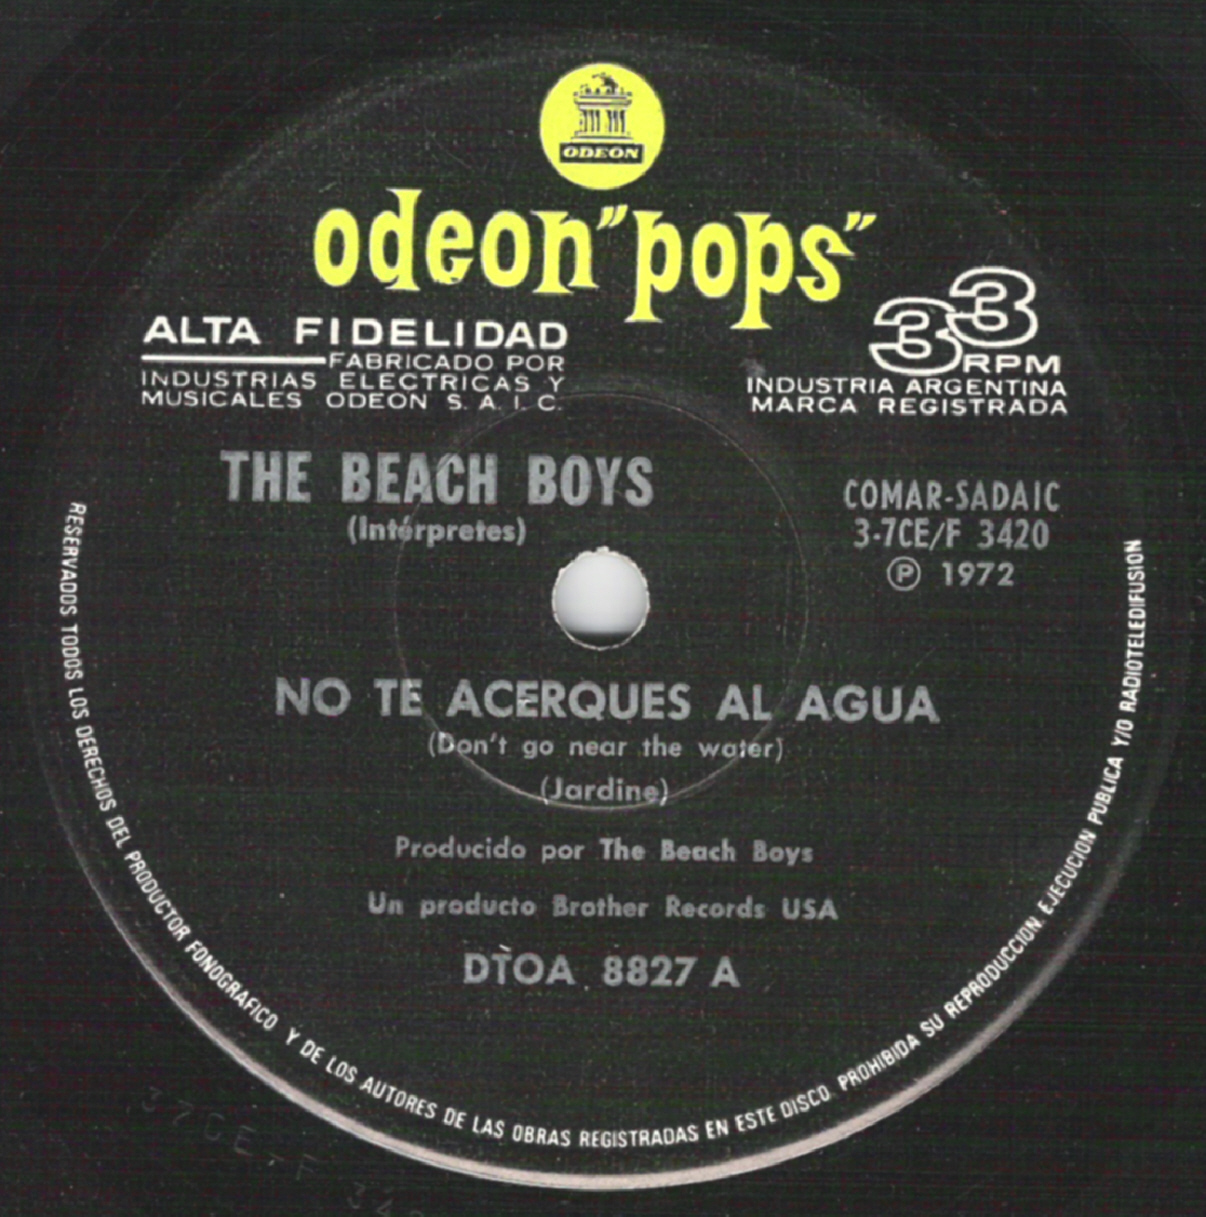 ODEON
odeon "pops"
ALTA FIDELIDAD
FABRICADO POR
INDUSTRIAS ELECTRICAS Y
MUSICALES ODEON S. A. I. C.
33 RPM
INDUSTRIA ARGENTINA
MARCA REGISTRADA
THE BEACH BOYS
(Intérpretes)
COMAR-SADAIC
3-7CE/F 3420
℗ 1972
NO TE ACERQUES AL AGUA
(Don't go near the water)
(Jardine)
Producido por The Beach Boys
Un producto Brother Records USA
DTOA 8827 A
RESERVADOS TODOS LOS DERECHOS DEL PRODUCTOR FONOGRAFICO Y DE LOS AUTORES DE LAS OBRAS REGISTRADAS EN ESTE DISCO. PROHIBIDA SU REPRODUCCION EJECUCION PUBLICA Y/O RADIOTELEDIFUSION
37CE-F